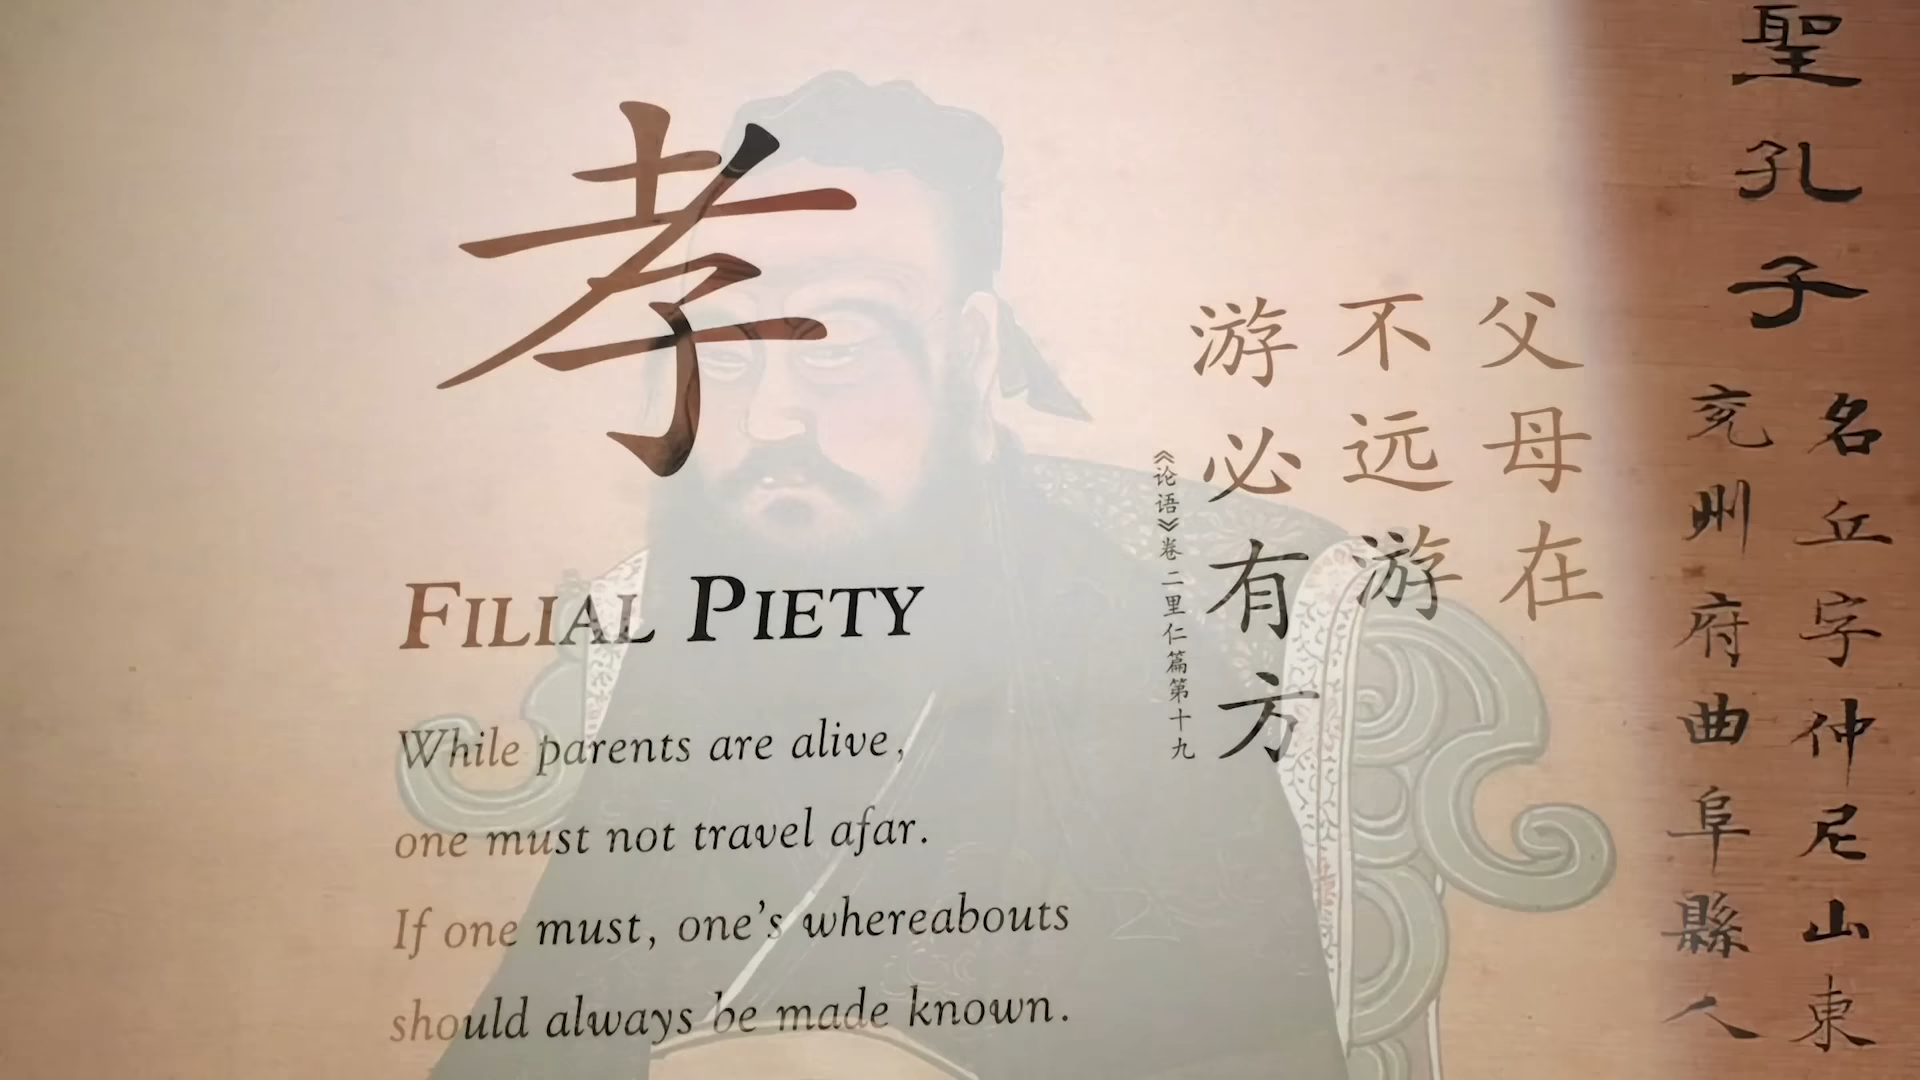 孝
FILIAL PIETY
While parents are alive,
one must not travel afar.
If one must, one's whereabouts
should always be made known.
父母在
不远游
游必有方
《论语》卷二里仁篇第十九
聖孔子
名丘字仲尼山東
兖州府曲阜縣人